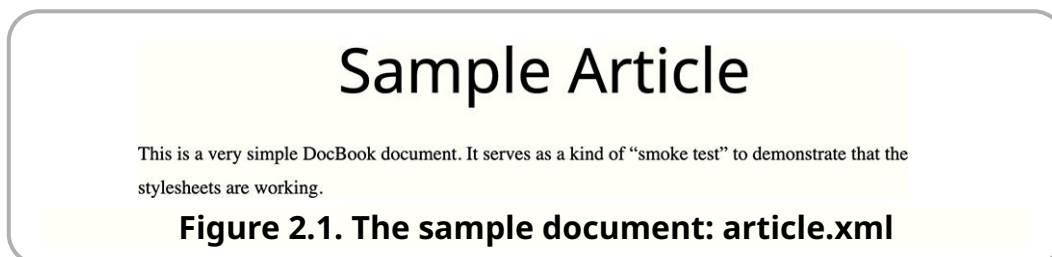 Sample Article
This is a very simple DocBook document. It serves as a kind of “smoke test” to demonstrate that the
stylesheets are working.
Figure 2.1. The sample document: article.xml